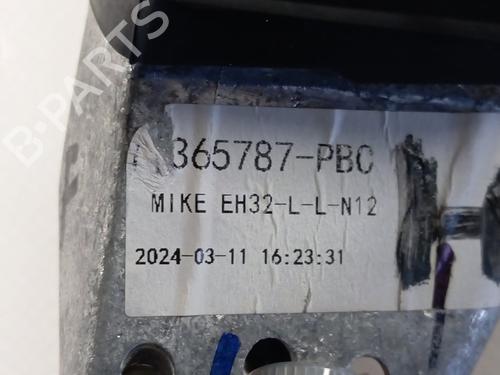 365787-PBC
MIKE EH32-L-L-N12
2024-03-11 16:23:31
B-PARTS